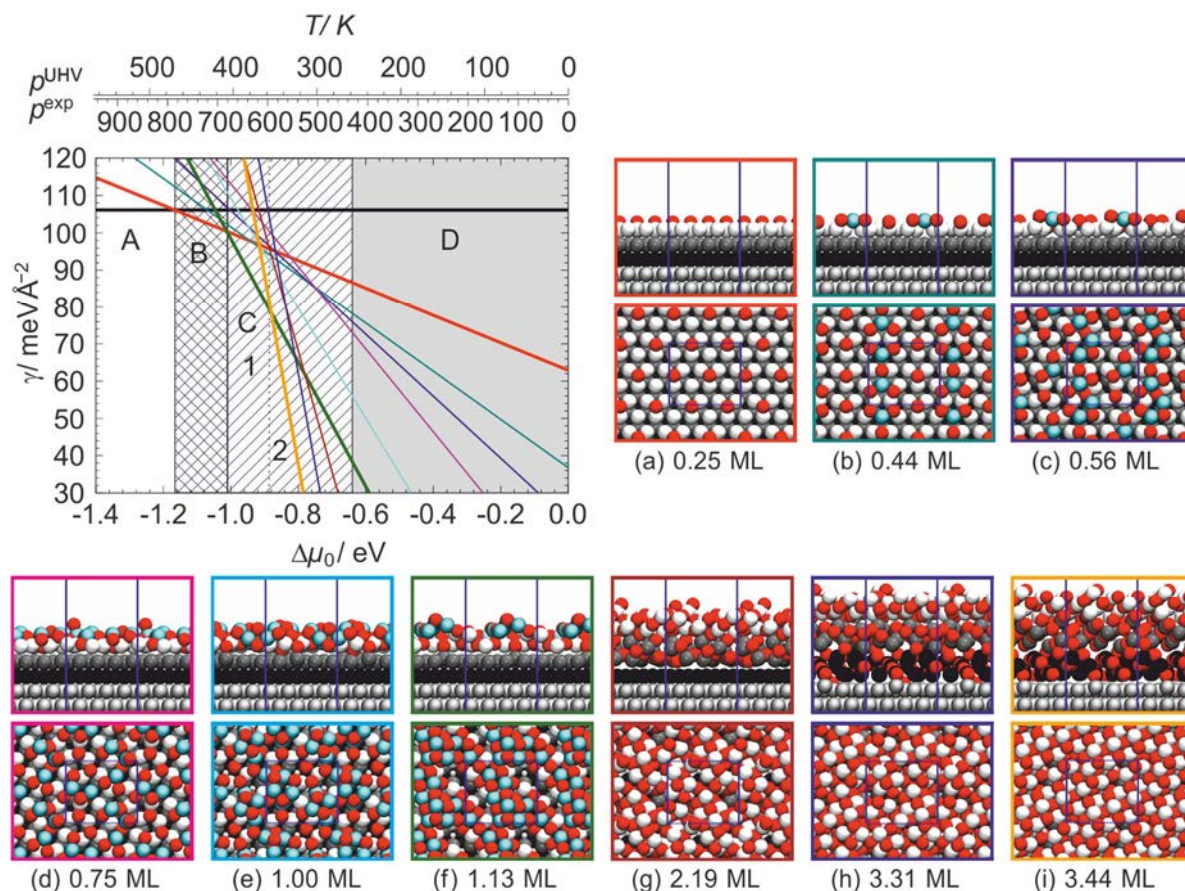 T/ K
500 400 300 200 100 0
pUHV
pexp
900 800 700 600 500 400 300 200 100 0
120
110
100
90
80
70
60
50
40
30
γ/ meVÅ−2
A B C D
1
2
-1.4 -1.2 -1.0 -0.8 -0.6 -0.4 -0.2 0.0
Δμ0/ eV
(a) 0.25 ML (b) 0.44 ML (c) 0.56 ML
(d) 0.75 ML (e) 1.00 ML (f) 1.13 ML (g) 2.19 ML (h) 3.31 ML (i) 3.44 ML